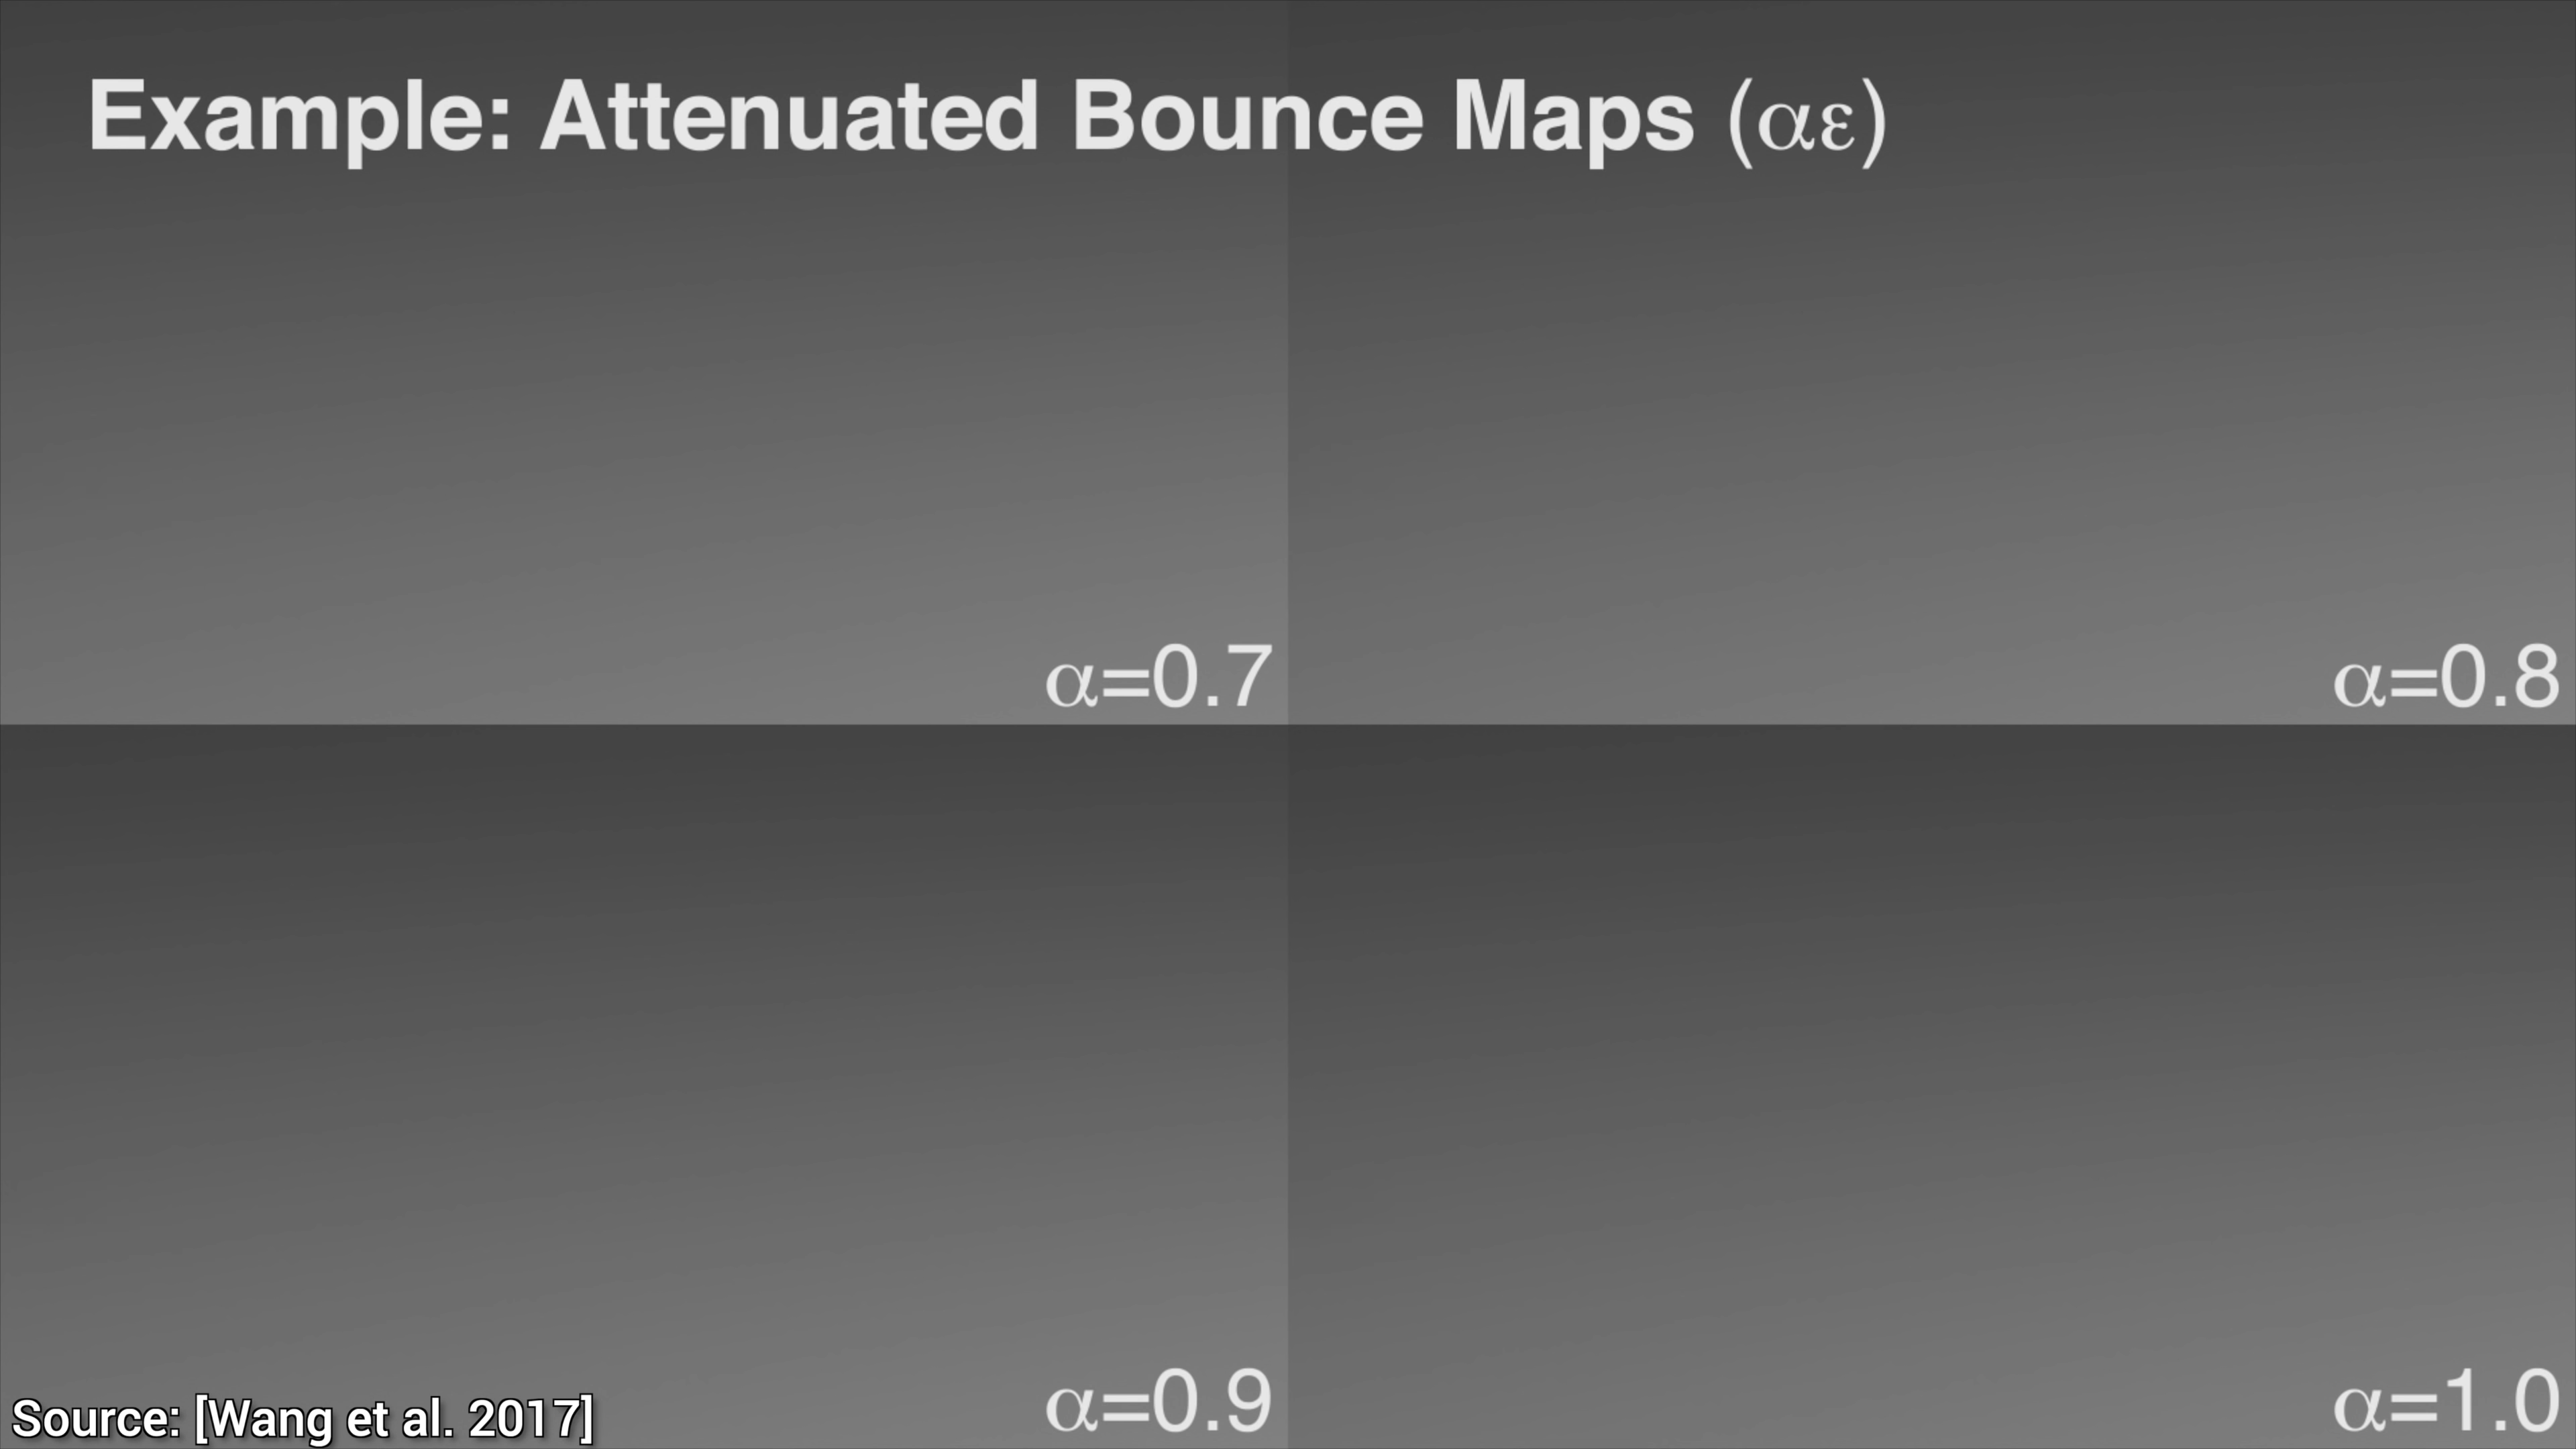 Example: Attenuated Bounce Maps (αε)
α=0.7
α=0.8
α=0.9
α=1.0
Source: [Wang et al. 2017]